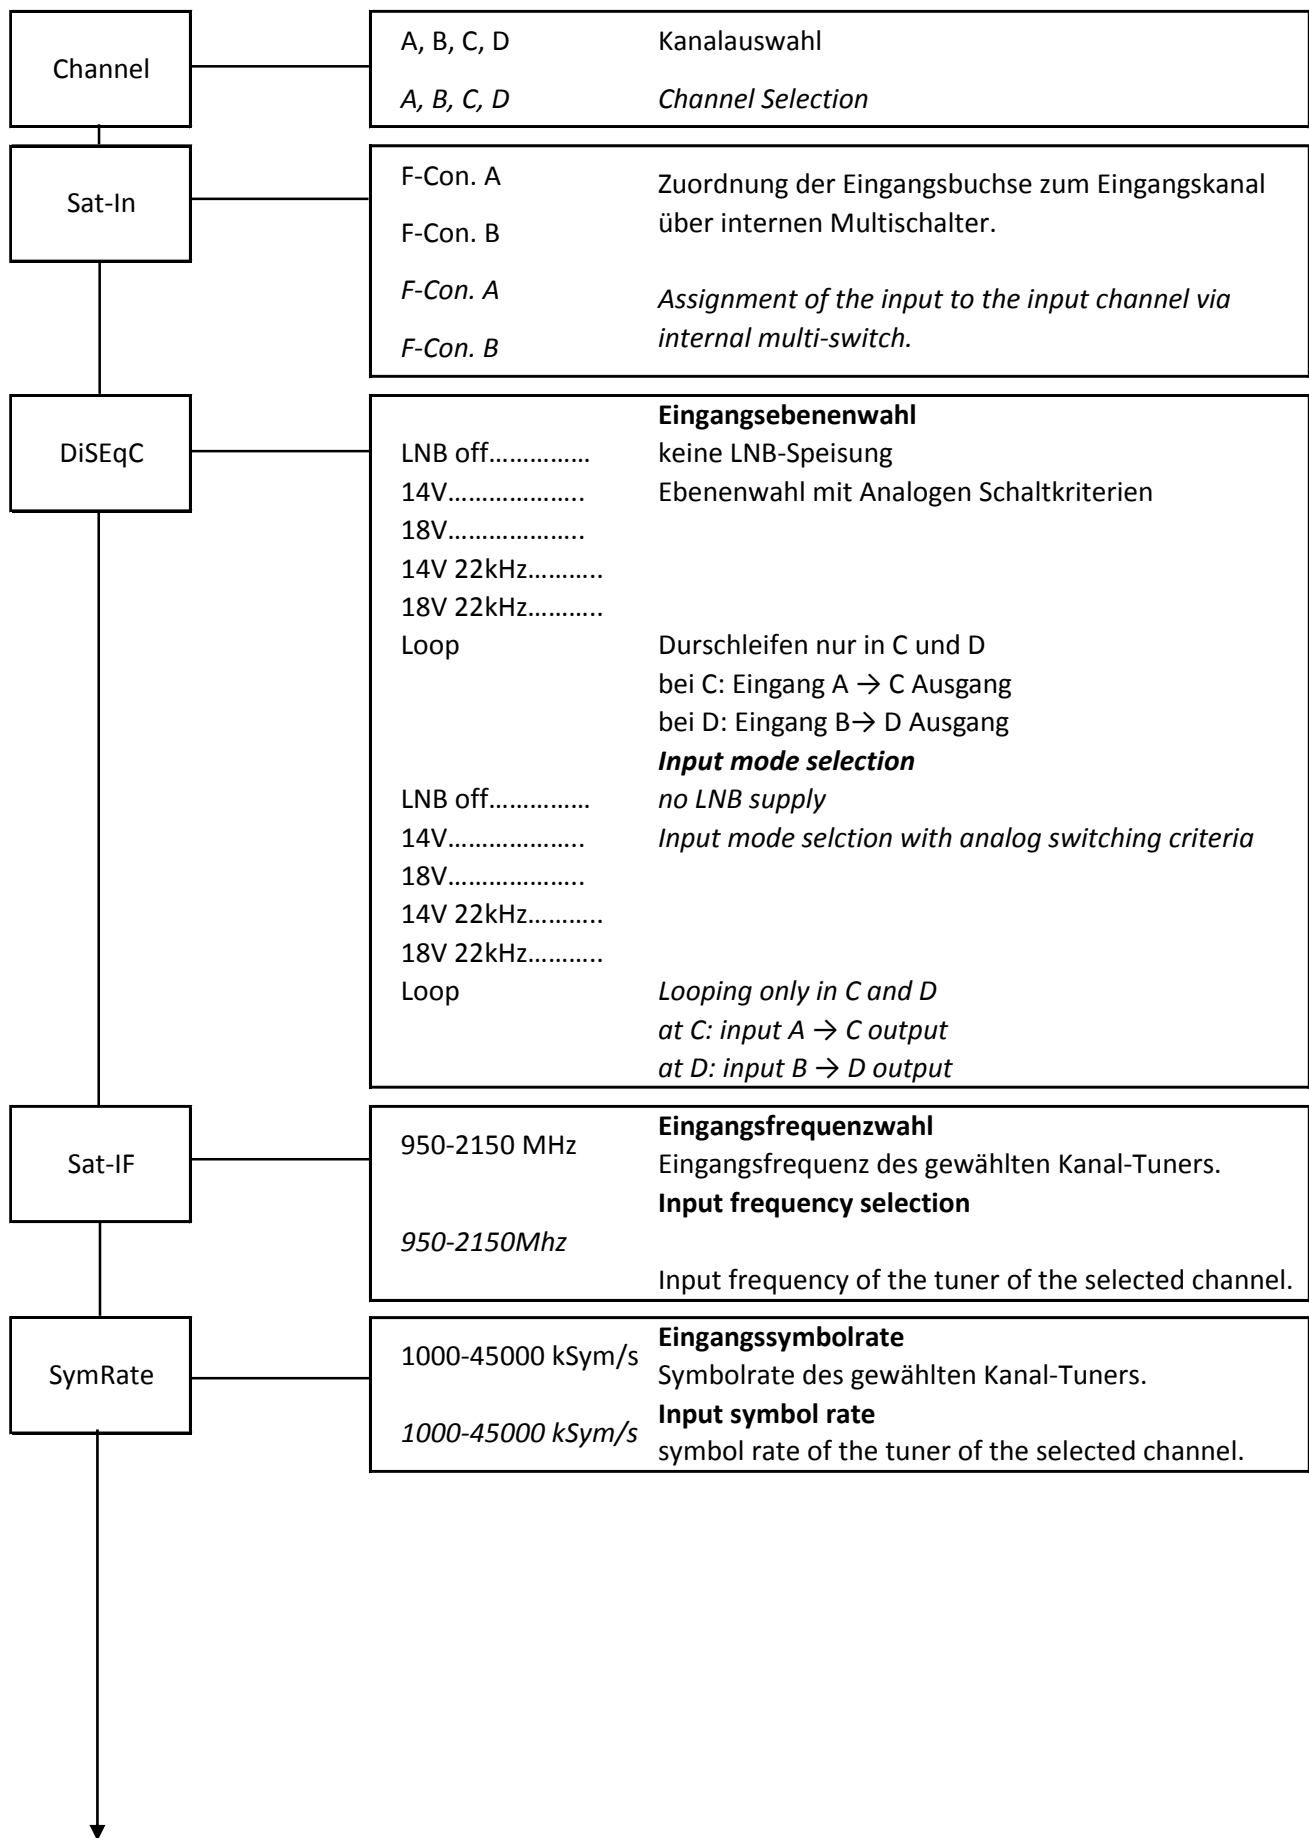 Channel
A, B, C, D Kanalauswahl
A, B, C, D Channel Selection
Sat-In
F-Con. A
F-Con. B
F-Con. A
F-Con. B
Zuordnung der Eingangsbuchse zum Eingangskanal
über internen Multischalter.
Assignment of the input to the input channel via
internal multi-switch.
DiSEqC
Eingangsebenenwahl
LNB off…………… keine LNB-Speisung
14V……………….. Ebenenwahl mit Analogen Schaltkriterien
18V………………..
14V 22kHz………..
18V 22kHz………..
Loop Durschleifen nur in C und D
bei C: Eingang A → C Ausgang
bei D: Eingang B→ D Ausgang
Input mode selection
LNB off…………… no LNB supply
14V……………….. Input mode selction with analog switching criteria
18V………………..
14V 22kHz………..
18V 22kHz………..
Loop Looping only in C and D
at C: input A → C output
at D: input B → D output
Sat-IF
950-2150 MHz
950-2150Mhz
Eingangsfrequenzwahl
Eingangsfrequenz des gewählten Kanal-Tuners.
Input frequency selection
Input frequency of the tuner of the selected channel.
SymRate
1000-45000 kSym/s
1000-45000 kSym/s
Eingangssymbolrate
Symbolrate des gewählten Kanal-Tuners.
Input symbol rate
symbol rate of the tuner of the selected channel.